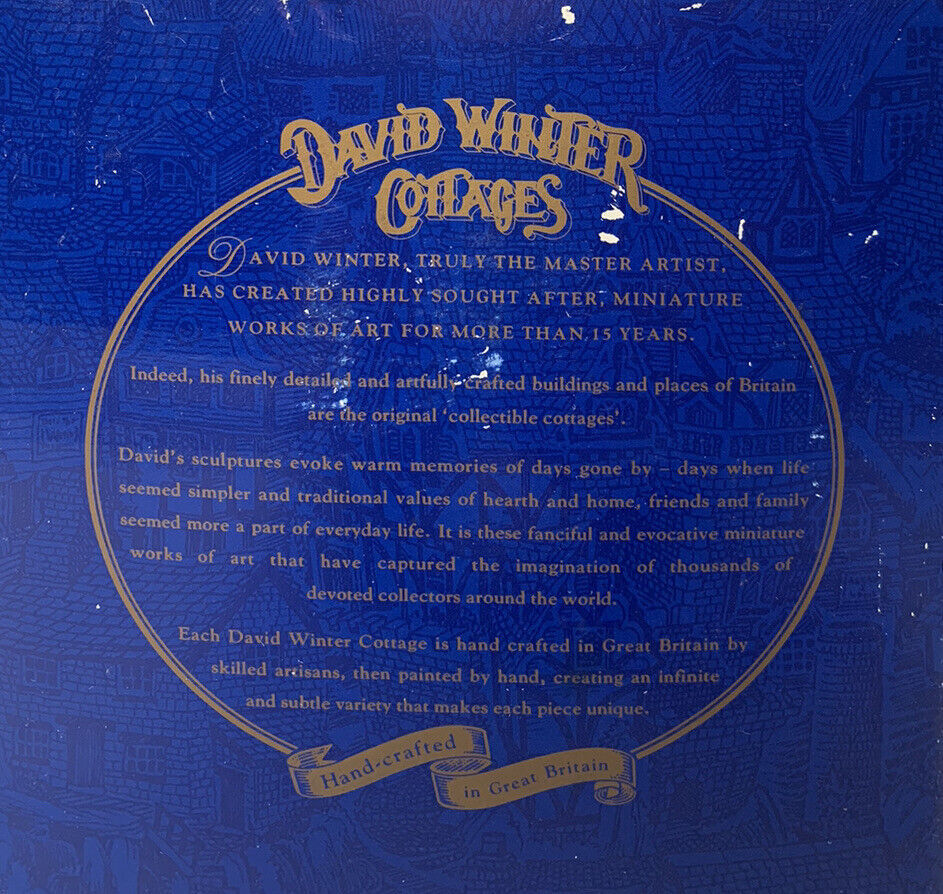 DAVID WINTER
COTTAGES
DAVID WINTER, TRULY THE MASTER ARTIST,
HAS CREATED HIGHLY SOUGHT AFTER, MINIATURE
WORKS OF ART FOR MORE THAN 15 YEARS.
Indeed, his finely detailed and artfully crafted buildings and places of Britain
are the original 'collectible cottages'.
David's sculptures evoke warm memories of days gone by – days when life
seemed simpler and traditional values of hearth and home, friends and family
seemed more a part of everyday life. It is these fanciful and evocative miniature
works of art that have captured the imagination of thousands of
devoted collectors around the world.
Each David Winter Cottage is hand crafted in Great Britain by
skilled artisans, then painted by hand, creating an infinite
and subtle variety that makes each piece unique.
Hand-crafted
in Great Britain